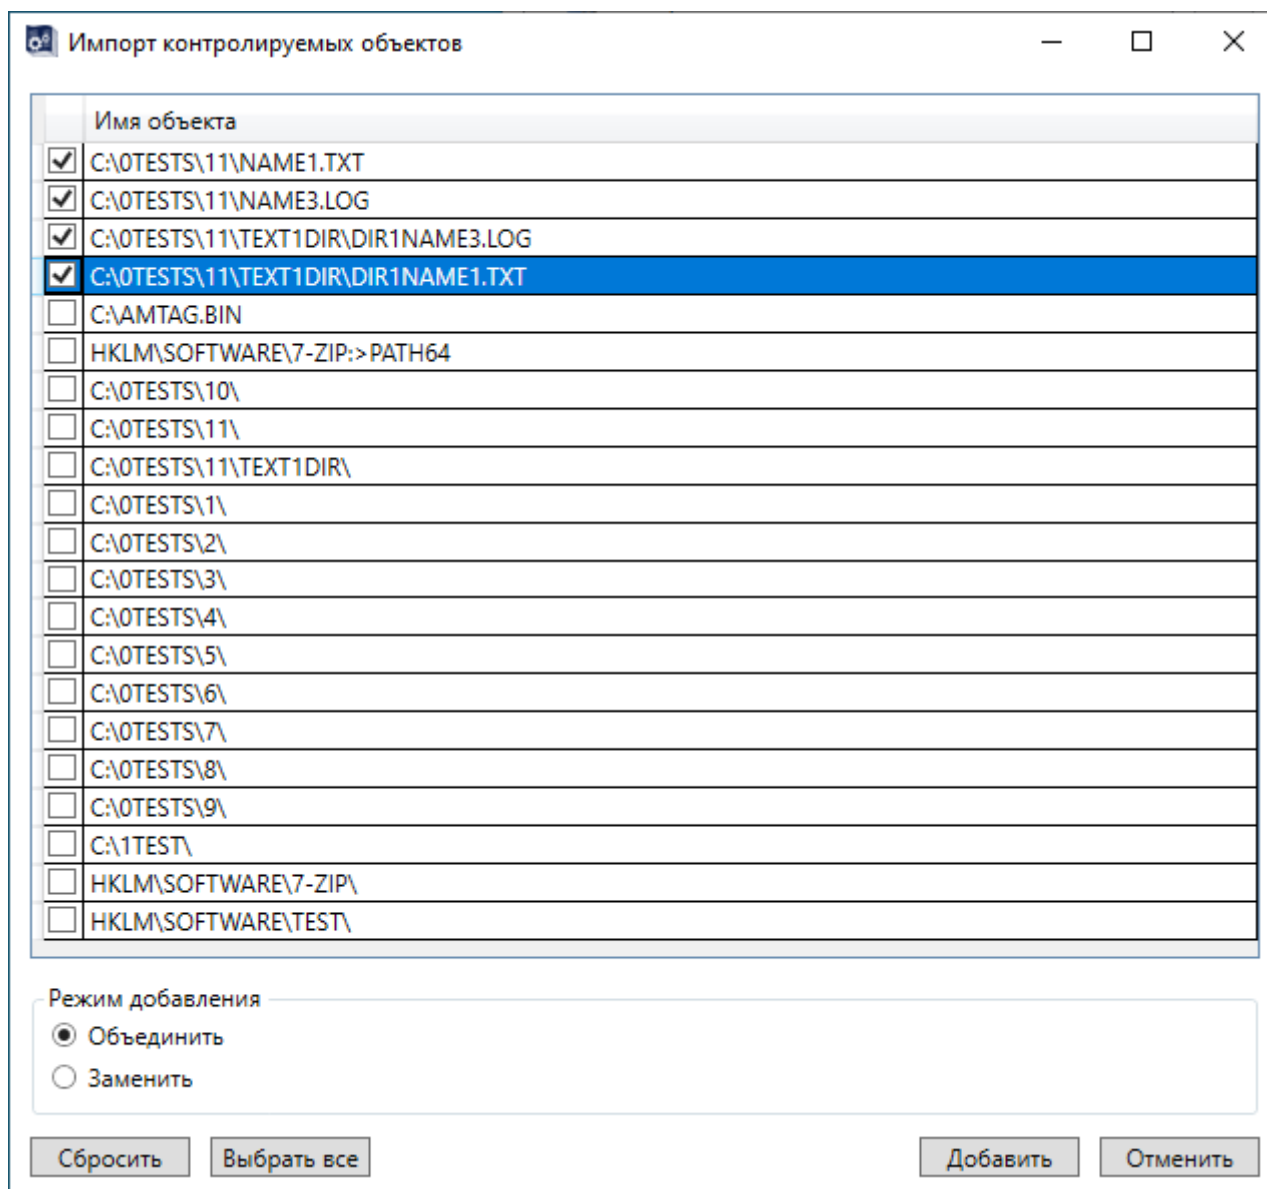 Импорт контролируемых объектов
Имя объекта
C:\0TESTS\11\NAME1.TXT
C:\0TESTS\11\NAME3.LOG
C:\0TESTS\11\TEXT1DIR\DIR1NAME3.LOG
C:\0TESTS\11\TEXT1DIR\DIR1NAME1.TXT
C:\AMTAG.BIN
HKLM\SOFTWARE\7-ZIP:>PATH64
C:\0TESTS\10\
C:\0TESTS\11\
C:\0TESTS\11\TEXT1DIR\
C:\0TESTS\1\
C:\0TESTS\2\
C:\0TESTS\3\
C:\0TESTS\4\
C:\0TESTS\5\
C:\0TESTS\6\
C:\0TESTS\7\
C:\0TESTS\8\
C:\0TESTS\9\
C:\1TEST\
HKLM\SOFTWARE\7-ZIP\
HKLM\SOFTWARE\TEST\
Режим добавления
Объединить
Заменить
Сбросить Выбрать все Добавить Отменить